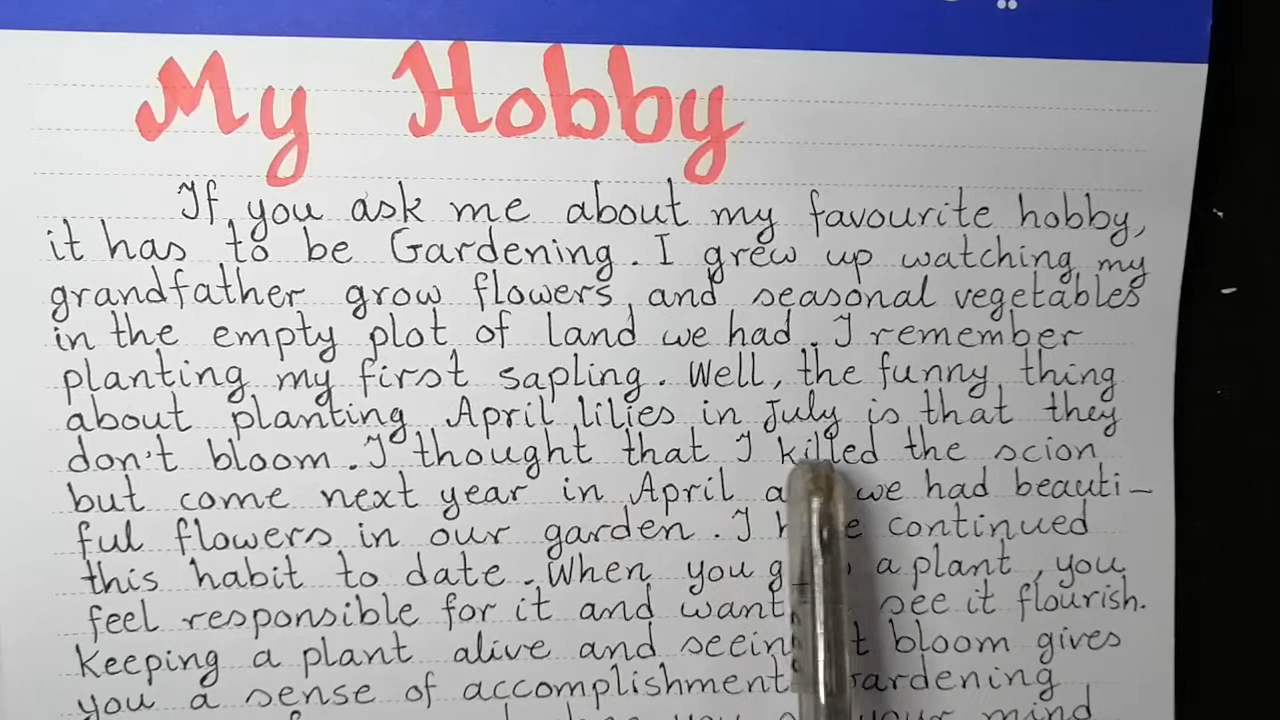 My Hobby
If you ask me about my favourite hobby,
it has to be Gardening. I grew up watching my
grandfather grow flowers and seasonal vegetables
in the empty plot of land we had. I remember
planting my first sapling. Well, the funny thing
about planting April lilies in July is that they
don't bloom. I thought that I killed the scion
but come next year in April we had beauti-
ful flowers in our garden. I continued
this habit to date. When you a plant, you
feel responsible for it and want see it flourish.
Keeping a plant alive and bloom gives
you a sense of accomplishment
you your mind